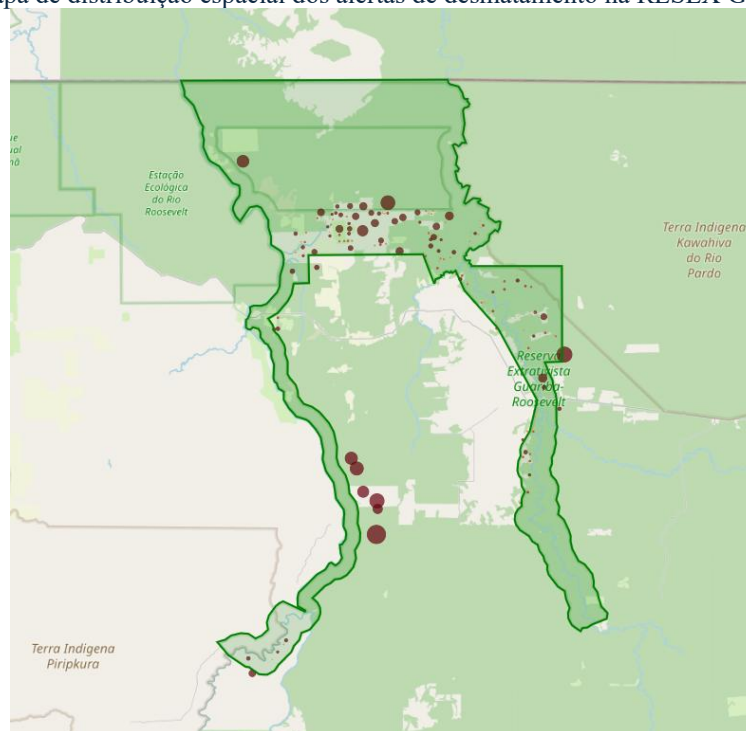 apa de distribuição espacial dos alertas de desmatamento na RESEX G
Estação
Ecológica
do Rio
Roosevelt
Terra Indígena
Kawahiva
do Rio
Pardo
Reserva
Extrativista
Guariba-
Roosevelt
Terra Indígena
Piripkura